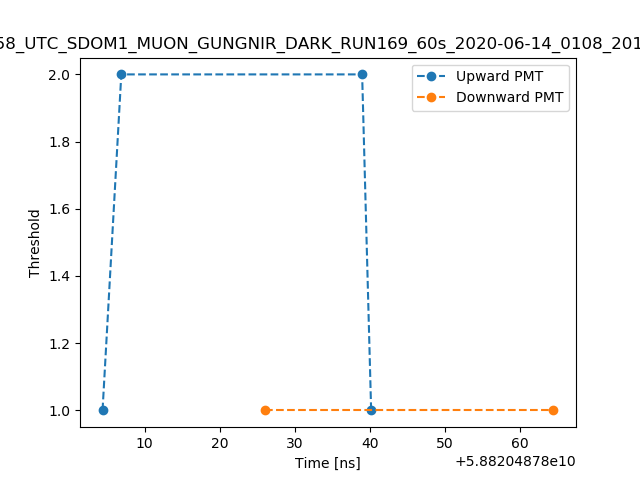 58_UTC_SDOM1_MUON_GUNGNIR_DARK_RUN169_60s_2020-06-14_0108_201
Upward PMT
Downward PMT
2.0
1.8
1.6
1.4
1.2
1.0
Threshold
10
20
30
40
50
60
Time [ns]
+5.88204878e10